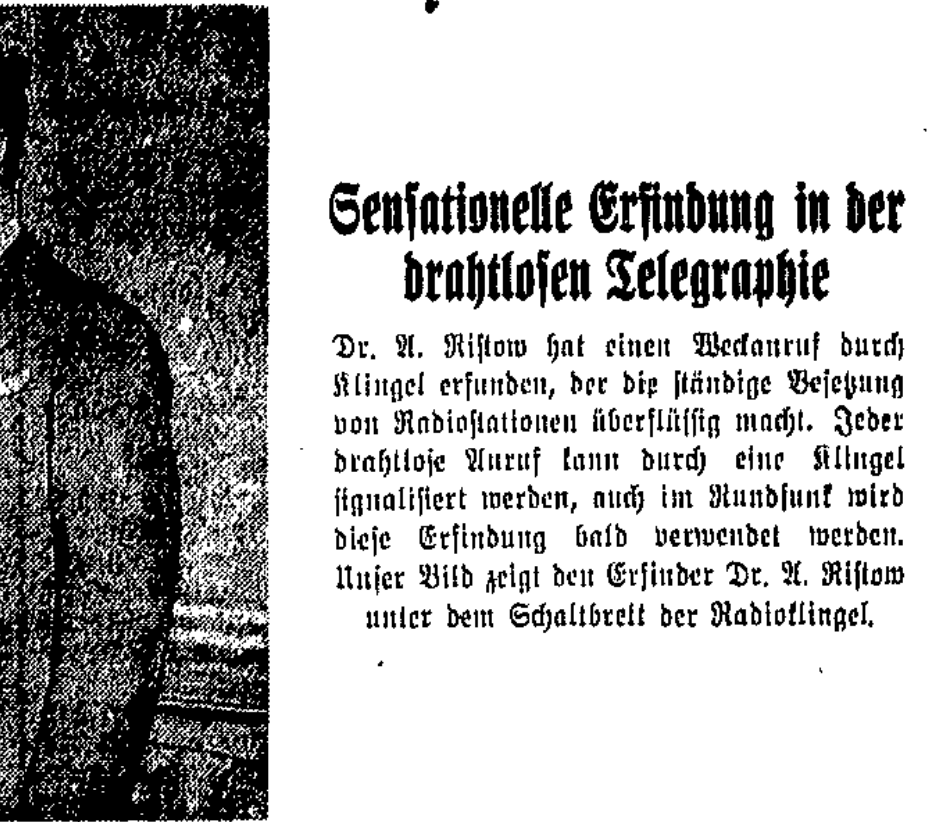 Sensationelle Erfindung in der
drahtlosen Telegraphie
Dr. A. Ristow hat einen Weckanruf durch
Klingel erfunden, der die ständige Besetzung
von Radiostationen überflüssig macht. Jeder
drahtlose Anruf kann durch eine Klingel
signalisiert werden, auch im Rundfunk wird
diese Erfindung bald verwendet werden.
Unser Bild zeigt den Erfinder Dr. A. Ristow
unter dem Schaltbrett der Radioklingel.